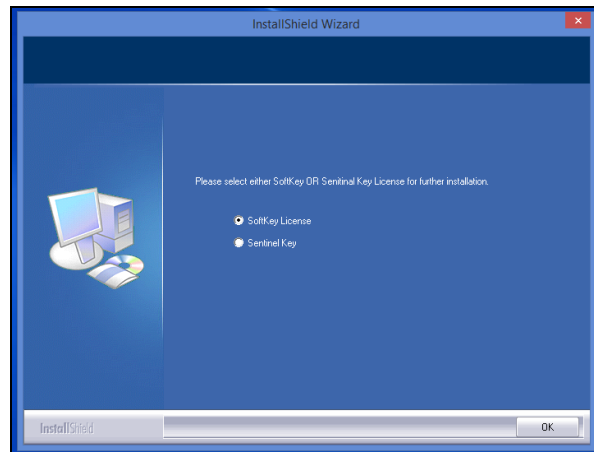 InstallShield Wizard
Please select either SoftKey OR Senitinal Key License for further installation.
SoftKey License
Sentinel Key
InstallShield
OK